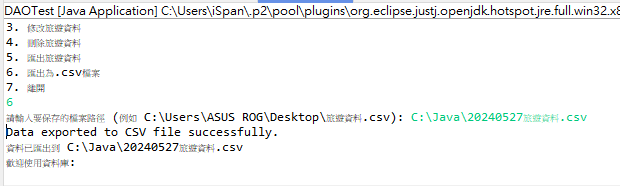 DAOTest [Java Application] C:\Users\iSpan\.p2\pool\plugins\org.eclipse.justj.openjdk.hotspot.jre.full.win32.x8
3. 修改旅遊資料
4. 刪除旅遊資料
5. 匯出旅遊資料
6. 匯出為.csv檔案
7. 離開
6
請輸入要保存的檔案路徑 (例如 C:\Users\ASUS ROG\Desktop\旅遊資料.csv): C:\Java\20240527旅遊資料.csv
Data exported to CSV file successfully.
資料已匯出到 C:\Java\20240527旅遊資料.csv
歡迎使用資料庫: